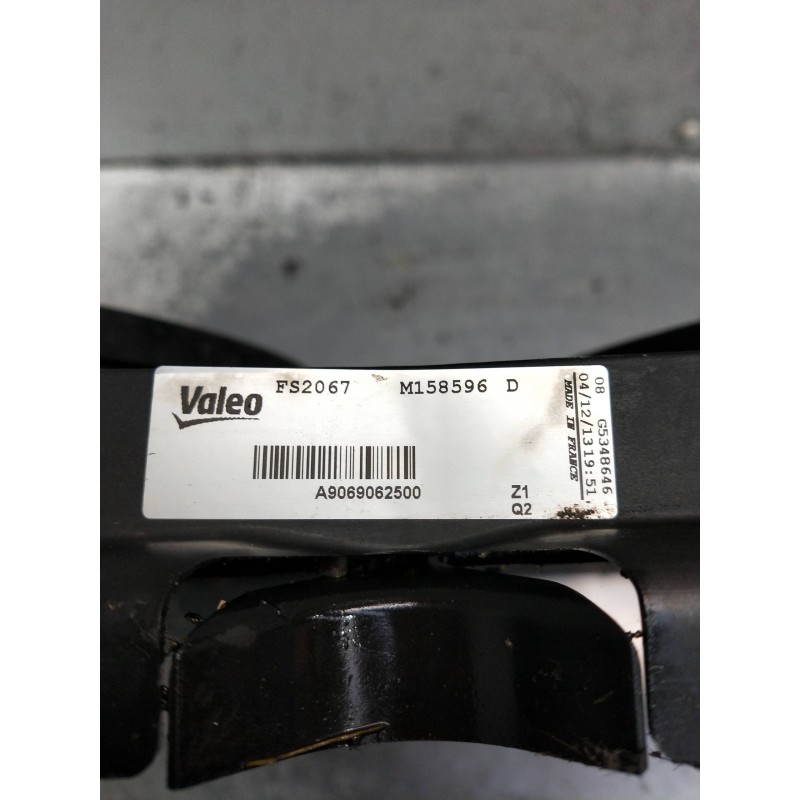 Valeo
FS2067 M158596 D
A9069062500
Z1
Q2
08 G5348646
04/12/13 19:51
MADE IN FRANCE